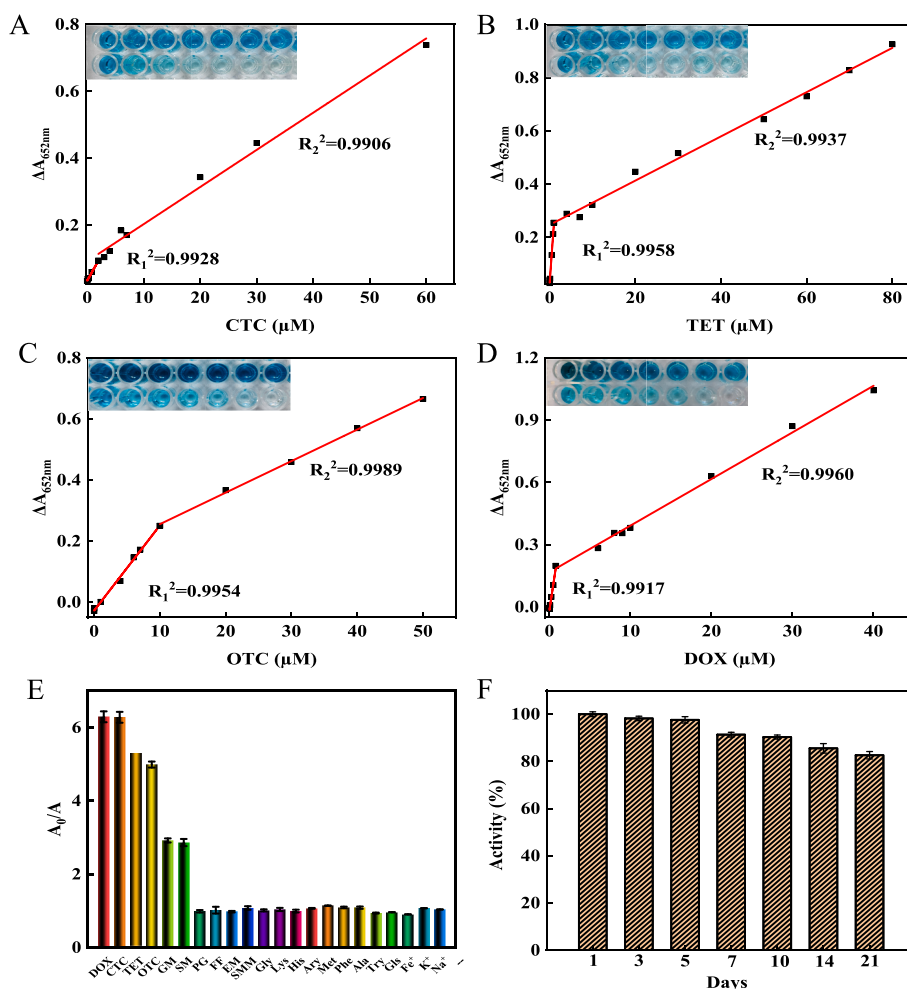 A
0.8
0.6
0.4
0.2
ΔA652nm
R₂²=0.9906
R₁²=0.9928
0 10 20 30 40 50 60
CTC (μM)
B
1.0
0.8
0.6
0.4
0.2
0.0
ΔA652nm
R₂²=0.9937
R₁²=0.9958
0 20 40 60 80
TET (μM)
C
0.8
0.6
0.4
0.2
0.0
ΔA652nm
R₂²=0.9989
R₁²=0.9954
0 10 20 30 40 50
OTC (μM)
D
1.2
0.9
0.6
0.3
0.0
ΔA652nm
R₂²=0.9960
R₁²=0.9917
0 10 20 30 40
DOX (μM)
E
6
4
2
0
A₀/A
DOX CTC TET OTC GM SM PG FF EM SMM Gly Lys His Ary Met Phe Ala Try Gls Fe⁺ K⁺ Na⁺ --
F
100
80
60
40
20
0
Activity (%)
1 3 5 7 10 14 21
Days